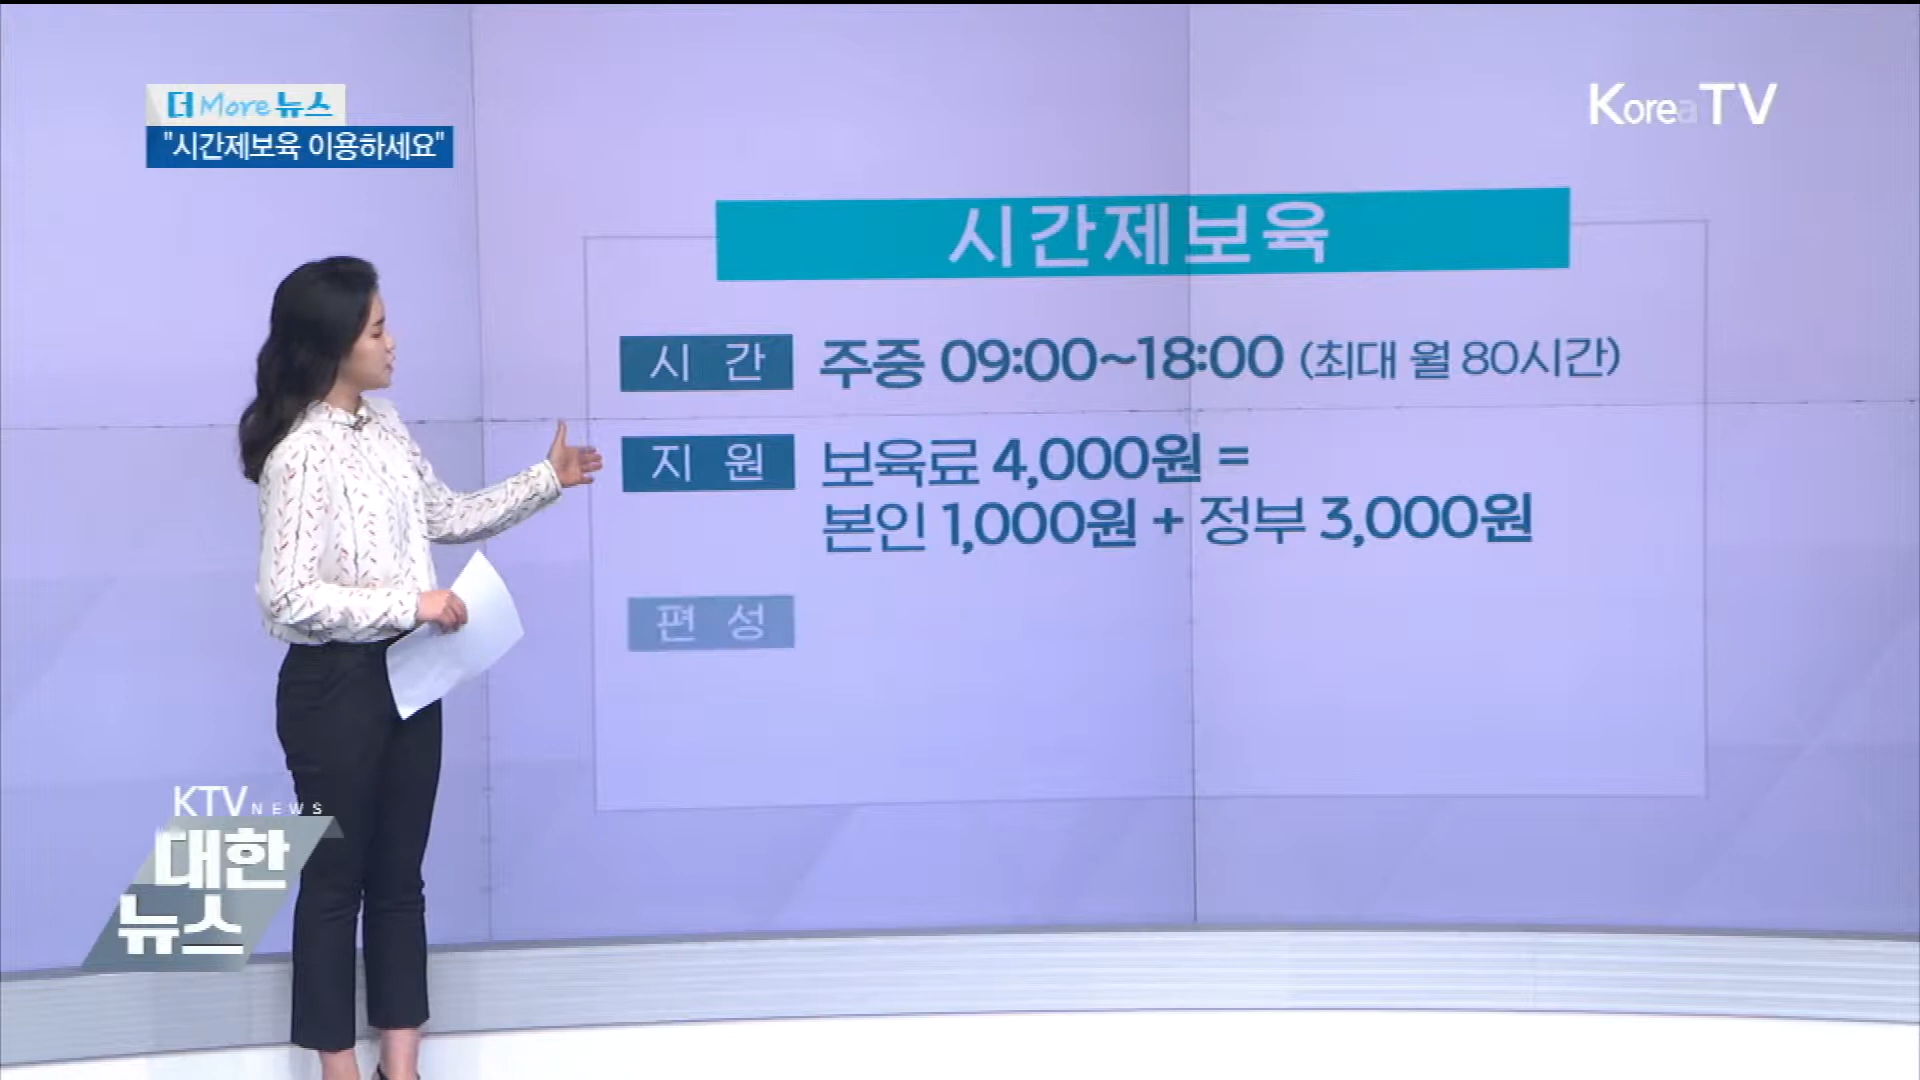 더 More 뉴스
"시간제보육 이용하세요"
Korea TV
시간제보육
시 간 주중 09:00~18:00 (최대 월 80시간)
지 원 보육료 4,000원 =
본인 1,000원 + 정부 3,000원
편 성
KTV NEWS
대한
뉴스